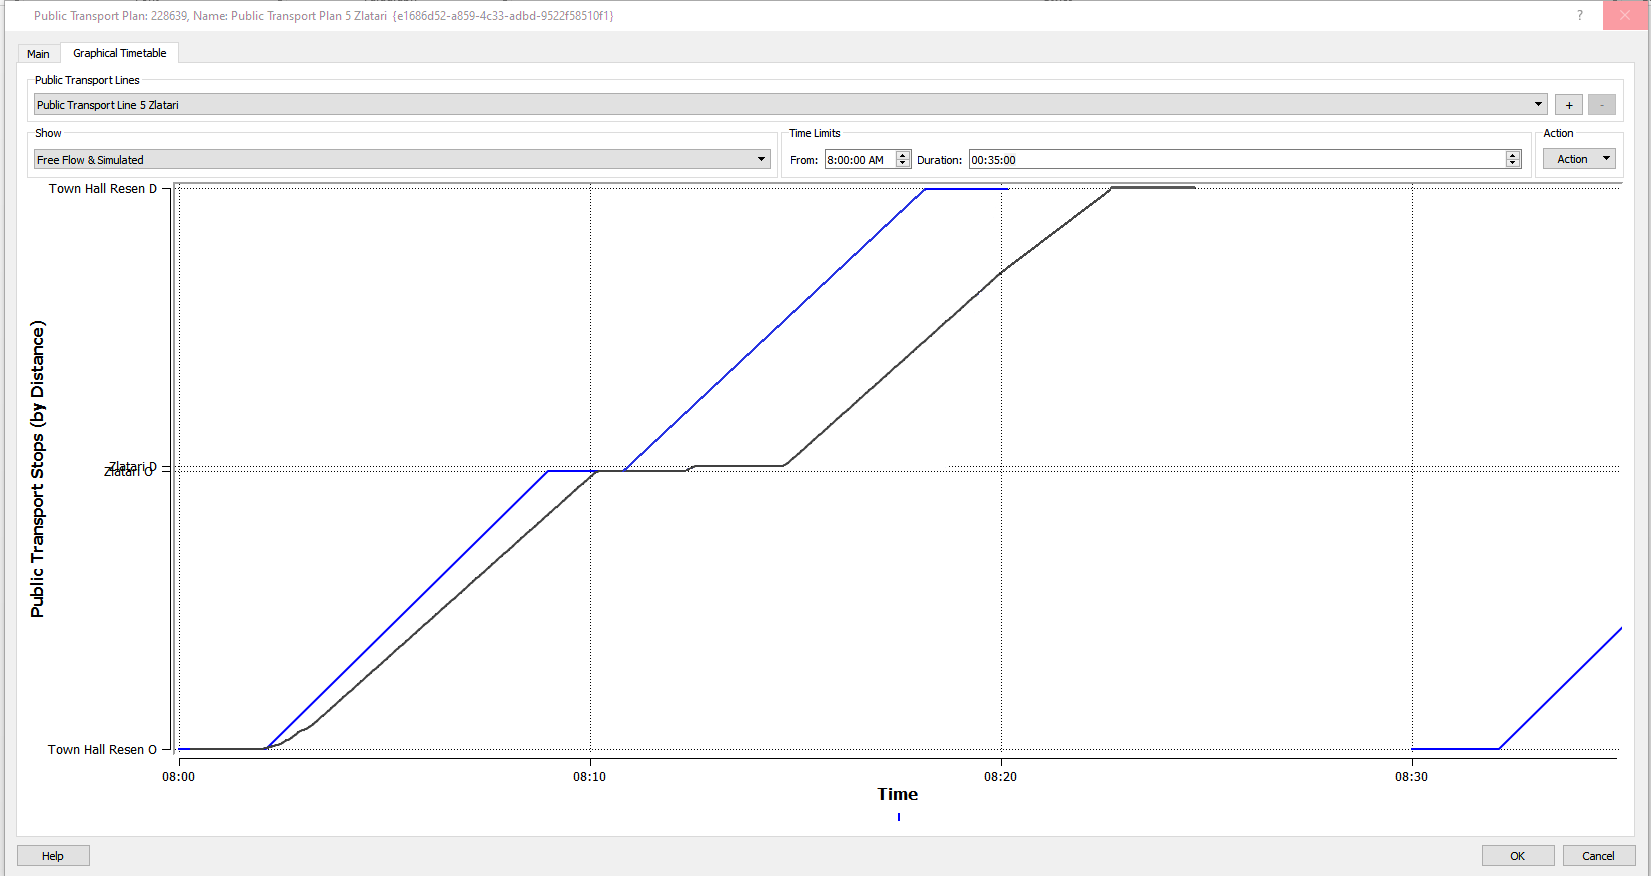 Public Transport Plan: 228639, Name: Public Transport Plan 5 Zlatari {e1686d52-a859-4c33-adbd-9522f58510f1}
?
Main
Graphical Timetable
Public Transport Lines
Public Transport Line 5 Zlatari
+
-
Show
Time Limits
Action
Free Flow & Simulated
From: 8:00:00 AM Duration: 00:35:00
Action
Town Hall Resen D
Zlatari D
Zlatari O
Town Hall Resen O
Public Transport Stops (by Distance)
08:00 08:10 08:20 08:30
Time
Help
OK
Cancel